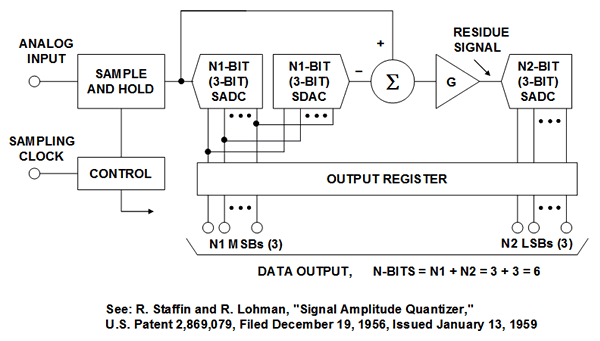 ANALOG
INPUT
SAMPLE
AND HOLD
SAMPLING
CLOCK
CONTROL
N1-BIT
(3-BIT)
SADC
N1-BIT
(3-BIT)
SDAC
+
–
Σ
G
RESIDUE
SIGNAL
N2-BIT
(3-BIT)
SADC
OUTPUT REGISTER
N1 MSBs (3)
N2 LSBs (3)
DATA OUTPUT, N-BITS = N1 + N2 = 3 + 3 = 6
See: R. Staffin and R. Lohman, "Signal Amplitude Quantizer,"
U.S. Patent 2,869,079, Filed December 19, 1956, Issued January 13, 1959